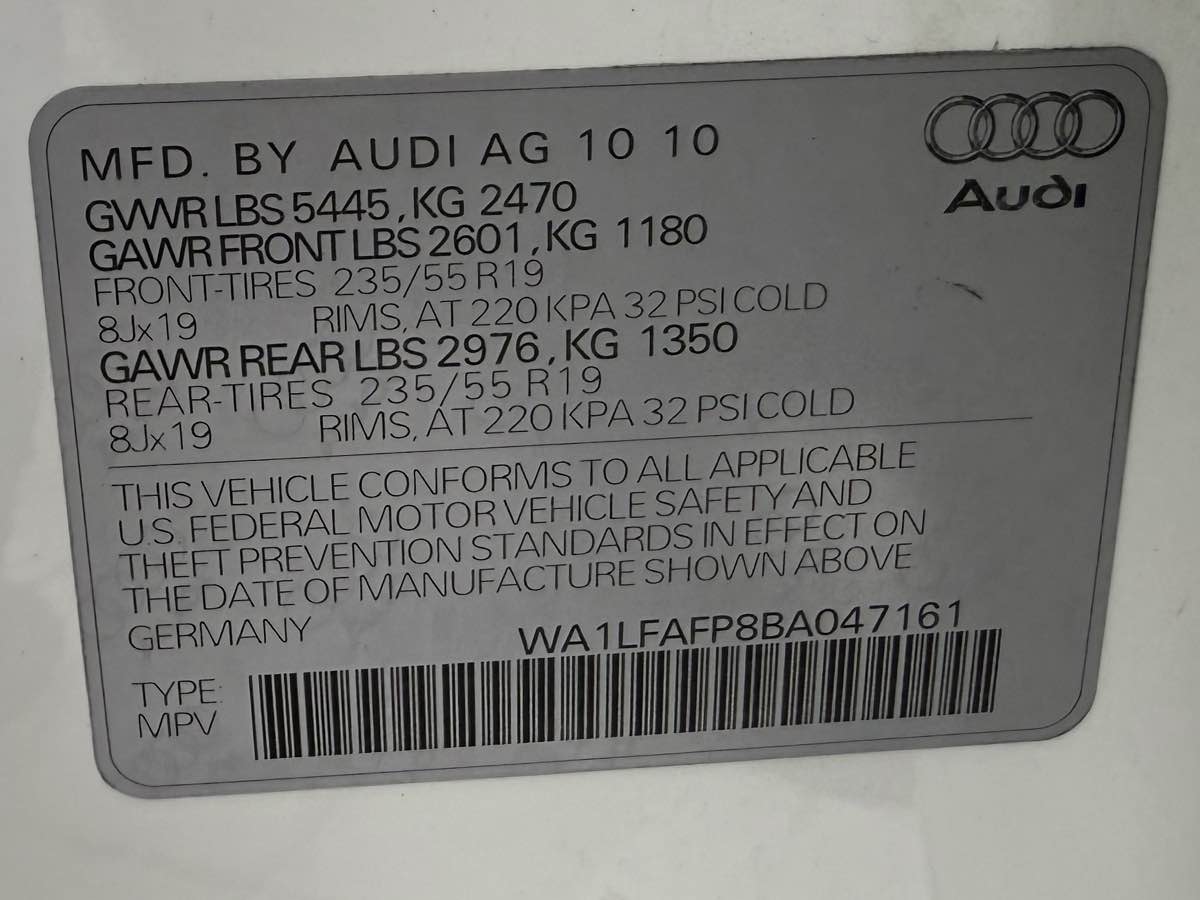 MFD. BY AUDI AG 10 10
Audi
GVWR LBS 5445, KG 2470
GAWR FRONT LBS 2601, KG 1180
FRONT-TIRES 235/55 R19
8Jx19 RIMS, AT 220 KPA 32 PSI COLD
GAWR REAR LBS 2976, KG 1350
REAR-TIRES 235/55 R19
8Jx19 RIMS, AT 220 KPA 32 PSI COLD
THIS VEHICLE CONFORMS TO ALL APPLICABLE
U.S. FEDERAL MOTOR VEHICLE SAFETY AND
THEFT PREVENTION STANDARDS IN EFFECT ON
THE DATE OF MANUFACTURE SHOWN ABOVE
GERMANY WA1LFAFP8BA047161
TYPE:
MPV